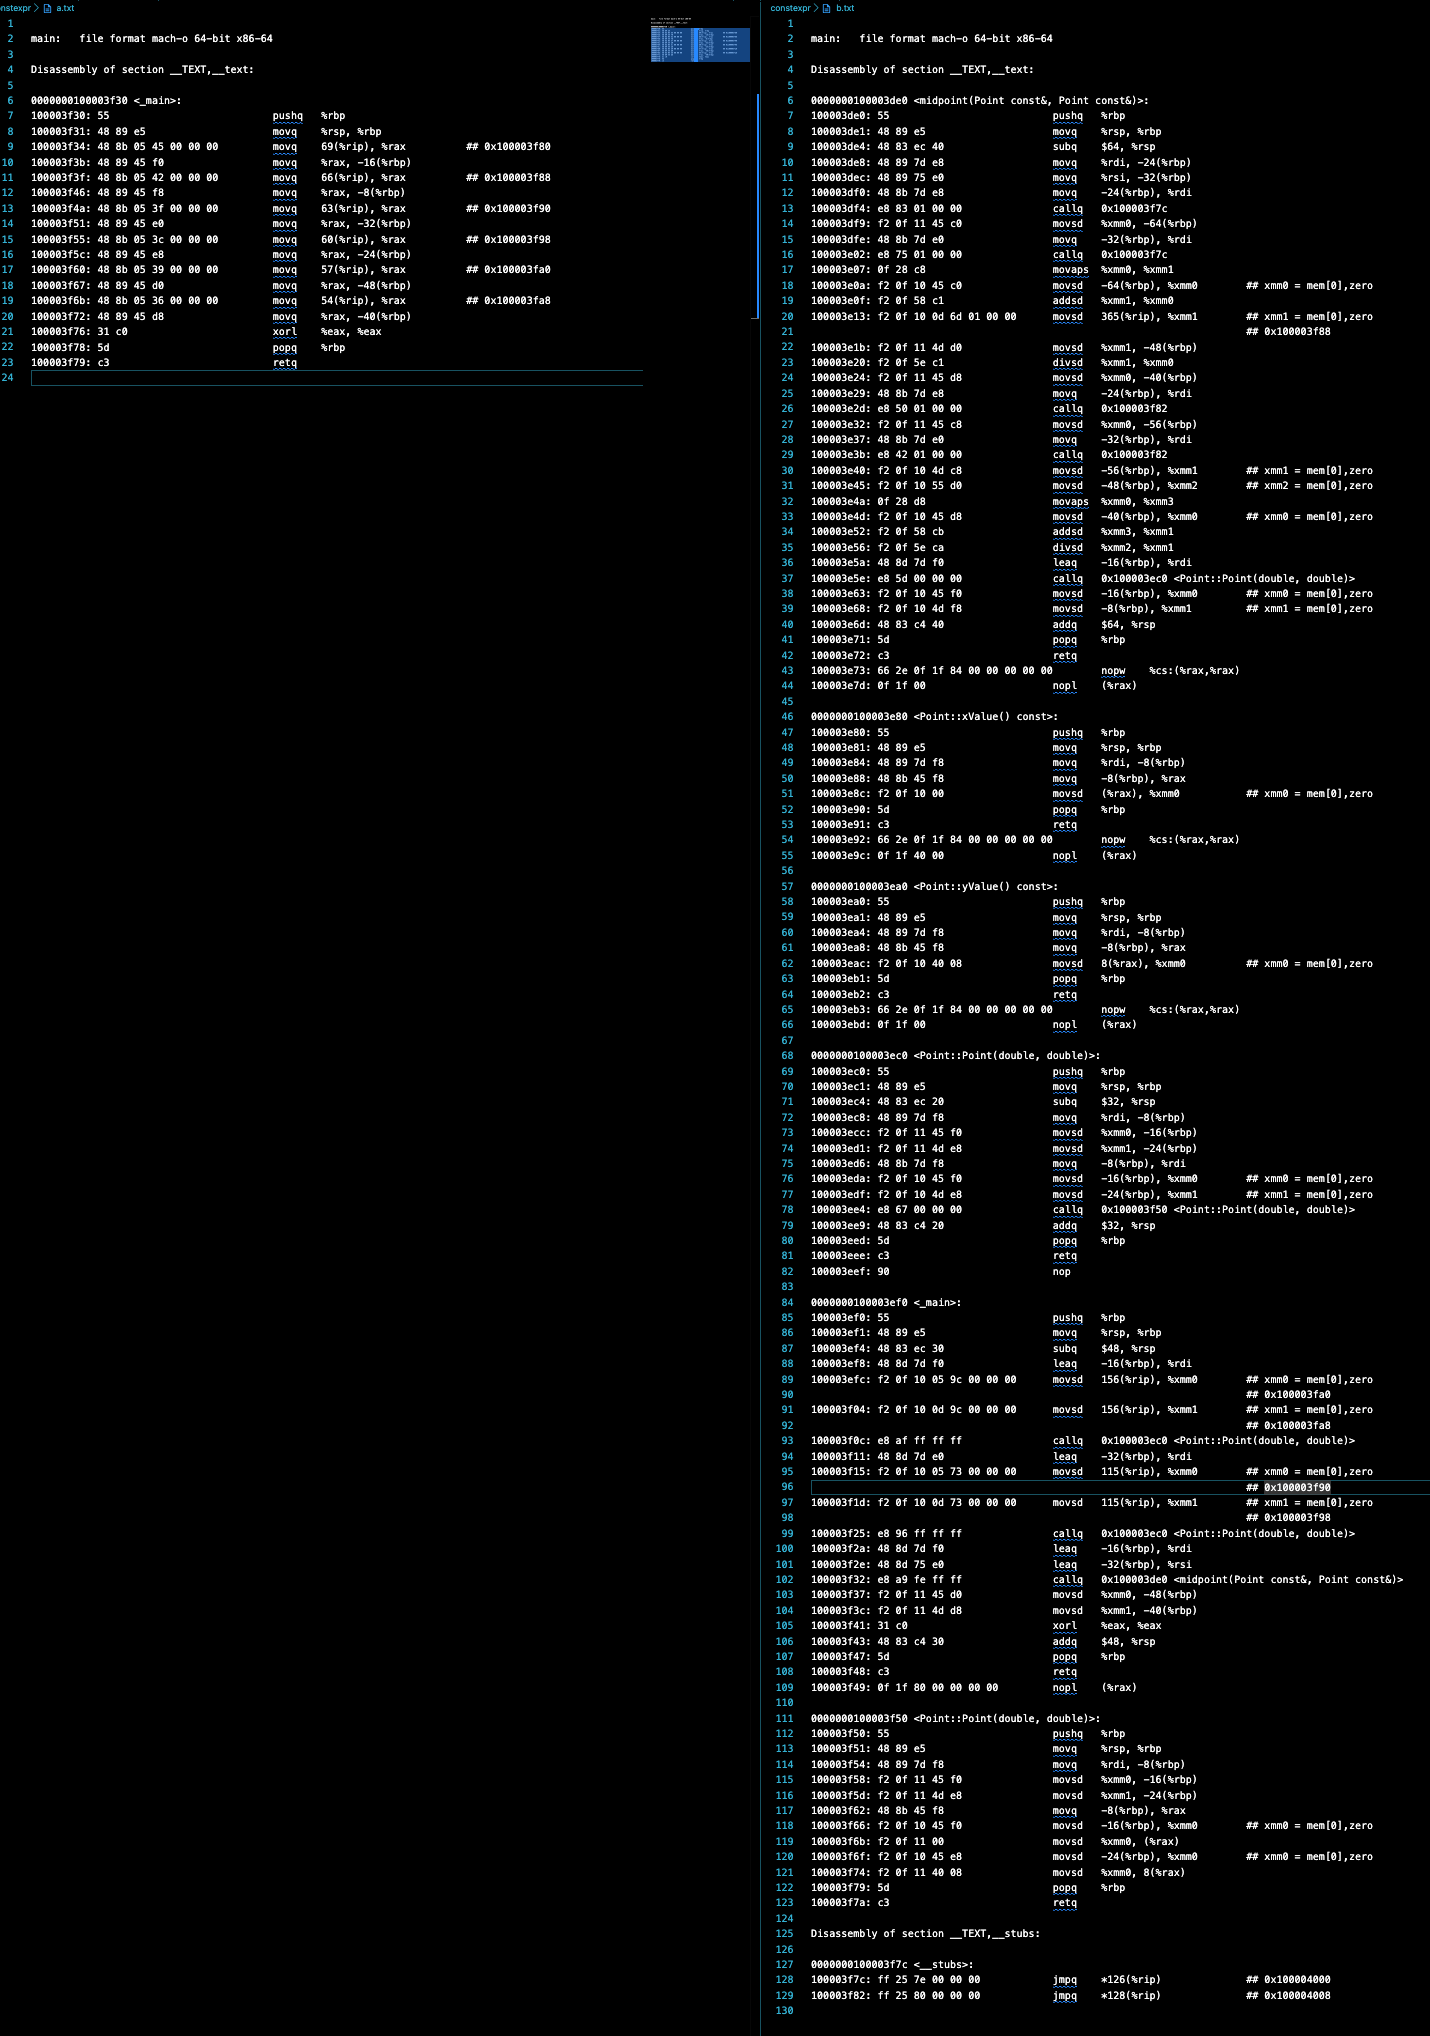 constexpr > a.txt
1
2 main: file format mach-o 64-bit x86-64
3
4 Disassembly of section __TEXT,__text:
5
6 0000000100003f30 <_main>:
7 100003f30: 55 pushq %rbp
8 100003f31: 48 89 e5 movq %rsp, %rbp
9 100003f34: 48 8b 05 45 00 00 00 movq 69(%rip), %rax ## 0x100003f80
10 100003f3b: 48 89 45 f0 movq %rax, -16(%rbp)
11 100003f3f: 48 8b 05 42 00 00 00 movq 66(%rip), %rax ## 0x100003f88
12 100003f46: 48 89 45 f8 movq %rax, -8(%rbp)
13 100003f4a: 48 8b 05 3f 00 00 00 movq 63(%rip), %rax ## 0x100003f90
14 100003f51: 48 89 45 e0 movq %rax, -32(%rbp)
15 100003f55: 48 8b 05 3c 00 00 00 movq 60(%rip), %rax ## 0x100003f98
16 100003f5c: 48 89 45 e8 movq %rax, -24(%rbp)
17 100003f60: 48 8b 05 39 00 00 00 movq 57(%rip), %rax ## 0x100003fa0
18 100003f67: 48 89 45 d0 movq %rax, -48(%rbp)
19 100003f6b: 48 8b 05 36 00 00 00 movq 54(%rip), %rax ## 0x100003fa8
20 100003f72: 48 89 45 d8 movq %rax, -40(%rbp)
21 100003f76: 31 c0 xorl %eax, %eax
22 100003f78: 5d popq %rbp
23 100003f79: c3 retq
24
constexpr > b.txt
1
2 main: file format mach-o 64-bit x86-64
3
4 Disassembly of section __TEXT,__text:
5
6 0000000100003de0 <midpoint(Point const&, Point const&)>:
7 100003de0: 55 pushq %rbp
8 100003de1: 48 89 e5 movq %rsp, %rbp
9 100003de4: 48 83 ec 40 subq $64, %rsp
10 100003de8: 48 89 7d e8 movq %rdi, -24(%rbp)
11 100003dec: 48 89 75 e0 movq %rsi, -32(%rbp)
12 100003df0: 48 8b 7d e8 movq -24(%rbp), %rdi
13 100003df4: e8 83 01 00 00 callq 0x100003f7c
14 100003df9: f2 0f 11 45 c0 movsd %xmm0, -64(%rbp)
15 100003dfe: 48 8b 7d e0 movq -32(%rbp), %rdi
16 100003e02: e8 75 01 00 00 callq 0x100003f7c
17 100003e07: 0f 28 c8 movaps %xmm0, %xmm1
18 100003e0a: f2 0f 10 45 c0 movsd -64(%rbp), %xmm0 ## xmm0 = mem[0],zero
19 100003e0f: f2 0f 58 c1 addsd %xmm1, %xmm0
20 100003e13: f2 0f 10 0d 6d 01 00 00 movsd 365(%rip), %xmm1 ## xmm1 = mem[0],zero
21 ## 0x100003f88
22 100003e1b: f2 0f 11 4d d0 movsd %xmm1, -48(%rbp)
23 100003e20: f2 0f 5e c1 divsd %xmm1, %xmm0
24 100003e24: f2 0f 11 45 d8 movsd %xmm0, -40(%rbp)
25 100003e29: 48 8b 7d e8 movq -24(%rbp), %rdi
26 100003e2d: e8 50 01 00 00 callq 0x100003f82
27 100003e32: f2 0f 11 45 c8 movsd %xmm0, -56(%rbp)
28 100003e37: 48 8b 7d e0 movq -32(%rbp), %rdi
29 100003e3b: e8 42 01 00 00 callq 0x100003f82
30 100003e40: f2 0f 10 4d c8 movsd -56(%rbp), %xmm1 ## xmm1 = mem[0],zero
31 100003e45: f2 0f 10 55 d0 movsd -48(%rbp), %xmm2 ## xmm2 = mem[0],zero
32 100003e4a: 0f 28 d8 movaps %xmm0, %xmm3
33 100003e4d: f2 0f 10 45 d8 movsd -40(%rbp), %xmm0 ## xmm0 = mem[0],zero
34 100003e52: f2 0f 58 cb addsd %xmm3, %xmm1
35 100003e56: f2 0f 5e ca divsd %xmm2, %xmm1
36 100003e5a: 48 8d 7d f0 leaq -16(%rbp), %rdi
37 100003e5e: e8 5d 00 00 00 callq 0x100003ec0 <Point::Point(double, double)>
38 100003e63: f2 0f 10 45 f0 movsd -16(%rbp), %xmm0 ## xmm0 = mem[0],zero
39 100003e68: f2 0f 10 4d f8 movsd -8(%rbp), %xmm1 ## xmm1 = mem[0],zero
40 100003e6d: 48 83 c4 40 addq $64, %rsp
41 100003e71: 5d popq %rbp
42 100003e72: c3 retq
43 100003e73: 66 2e 0f 1f 84 00 00 00 00 00 nopw %cs:(%rax,%rax)
44 100003e7d: 0f 1f 00 nopl (%rax)
45
46 0000000100003e80 <Point::xValue() const>:
47 100003e80: 55 pushq %rbp
48 100003e81: 48 89 e5 movq %rsp, %rbp
49 100003e84: 48 89 7d f8 movq %rdi, -8(%rbp)
50 100003e88: 48 8b 45 f8 movq -8(%rbp), %rax
51 100003e8c: f2 0f 10 00 movsd (%rax), %xmm0 ## xmm0 = mem[0],zero
52 100003e90: 5d popq %rbp
53 100003e91: c3 retq
54 100003e92: 66 2e 0f 1f 84 00 00 00 00 00 nopw %cs:(%rax,%rax)
55 100003e9c: 0f 1f 40 00 nopl (%rax)
56
57 0000000100003ea0 <Point::yValue() const>:
58 100003ea0: 55 pushq %rbp
59 100003ea1: 48 89 e5 movq %rsp, %rbp
60 100003ea4: 48 89 7d f8 movq %rdi, -8(%rbp)
61 100003ea8: 48 8b 45 f8 movq -8(%rbp), %rax
62 100003eac: f2 0f 10 40 08 movsd 8(%rax), %xmm0 ## xmm0 = mem[0],zero
63 100003eb1: 5d popq %rbp
64 100003eb2: c3 retq
65 100003eb3: 66 2e 0f 1f 84 00 00 00 00 00 nopw %cs:(%rax,%rax)
66 100003ebd: 0f 1f 00 nopl (%rax)
67
68 0000000100003ec0 <Point::Point(double, double)>:
69 100003ec0: 55 pushq %rbp
70 100003ec1: 48 89 e5 movq %rsp, %rbp
71 100003ec4: 48 83 ec 20 subq $32, %rsp
72 100003ec8: 48 89 7d f8 movq %rdi, -8(%rbp)
73 100003ecc: f2 0f 11 45 f0 movsd %xmm0, -16(%rbp)
74 100003ed1: f2 0f 11 4d e8 movsd %xmm1, -24(%rbp)
75 100003ed6: 48 8b 7d f8 movq -8(%rbp), %rdi
76 100003eda: f2 0f 10 45 f0 movsd -16(%rbp), %xmm0 ## xmm0 = mem[0],zero
77 100003edf: f2 0f 10 4d e8 movsd -24(%rbp), %xmm1 ## xmm1 = mem[0],zero
78 100003ee4: e8 67 00 00 00 callq 0x100003f50 <Point::Point(double, double)>
79 100003ee9: 48 83 c4 20 addq $32, %rsp
80 100003eed: 5d popq %rbp
81 100003eee: c3 retq
82 100003eef: 90 nop
83
84 0000000100003ef0 <_main>:
85 100003ef0: 55 pushq %rbp
86 100003ef1: 48 89 e5 movq %rsp, %rbp
87 100003ef4: 48 83 ec 30 subq $48, %rsp
88 100003ef8: 48 8d 7d f0 leaq -16(%rbp), %rdi
89 100003efc: f2 0f 10 05 9c 00 00 00 movsd 156(%rip), %xmm0 ## xmm0 = mem[0],zero
90 ## 0x100003fa0
91 100003f04: f2 0f 10 0d 9c 00 00 00 movsd 156(%rip), %xmm1 ## xmm1 = mem[0],zero
92 ## 0x100003fa8
93 100003f0c: e8 af ff ff ff callq 0x100003ec0 <Point::Point(double, double)>
94 100003f11: 48 8d 7d e0 leaq -32(%rbp), %rdi
95 100003f15: f2 0f 10 05 73 00 00 00 movsd 115(%rip), %xmm0 ## xmm0 = mem[0],zero
96 ## 0x100003f90
97 100003f1d: f2 0f 10 0d 73 00 00 00 movsd 115(%rip), %xmm1 ## xmm1 = mem[0],zero
98 ## 0x100003f98
99 100003f25: e8 96 ff ff ff callq 0x100003ec0 <Point::Point(double, double)>
100 100003f2a: 48 8d 7d f0 leaq -16(%rbp), %rdi
101 100003f2e: 48 8d 75 e0 leaq -32(%rbp), %rsi
102 100003f32: e8 a9 fe ff ff callq 0x100003de0 <midpoint(Point const&, Point const&)>
103 100003f37: f2 0f 11 45 d0 movsd %xmm0, -48(%rbp)
104 100003f3c: f2 0f 11 4d d8 movsd %xmm1, -40(%rbp)
105 100003f41: 31 c0 xorl %eax, %eax
106 100003f43: 48 83 c4 30 addq $48, %rsp
107 100003f47: 5d popq %rbp
108 100003f48: c3 retq
109 100003f49: 0f 1f 80 00 00 00 00 nopl (%rax)
110
111 0000000100003f50 <Point::Point(double, double)>:
112 100003f50: 55 pushq %rbp
113 100003f51: 48 89 e5 movq %rsp, %rbp
114 100003f54: 48 89 7d f8 movq %rdi, -8(%rbp)
115 100003f58: f2 0f 11 45 f0 movsd %xmm0, -16(%rbp)
116 100003f5d: f2 0f 11 4d e8 movsd %xmm1, -24(%rbp)
117 100003f62: 48 8b 45 f8 movq -8(%rbp), %rax
118 100003f66: f2 0f 10 45 f0 movsd -16(%rbp), %xmm0 ## xmm0 = mem[0],zero
119 100003f6b: f2 0f 11 00 movsd %xmm0, (%rax)
120 100003f6f: f2 0f 10 45 e8 movsd -24(%rbp), %xmm0 ## xmm0 = mem[0],zero
121 100003f74: f2 0f 11 40 08 movsd %xmm0, 8(%rax)
122 100003f79: 5d popq %rbp
123 100003f7a: c3 retq
124
125 Disassembly of section __TEXT,__stubs:
126
127 0000000100003f7c <__stubs>:
128 100003f7c: ff 25 7e 00 00 00 jmpq *126(%rip) ## 0x100004000
129 100003f82: ff 25 80 00 00 00 jmpq *128(%rip) ## 0x100004008
130